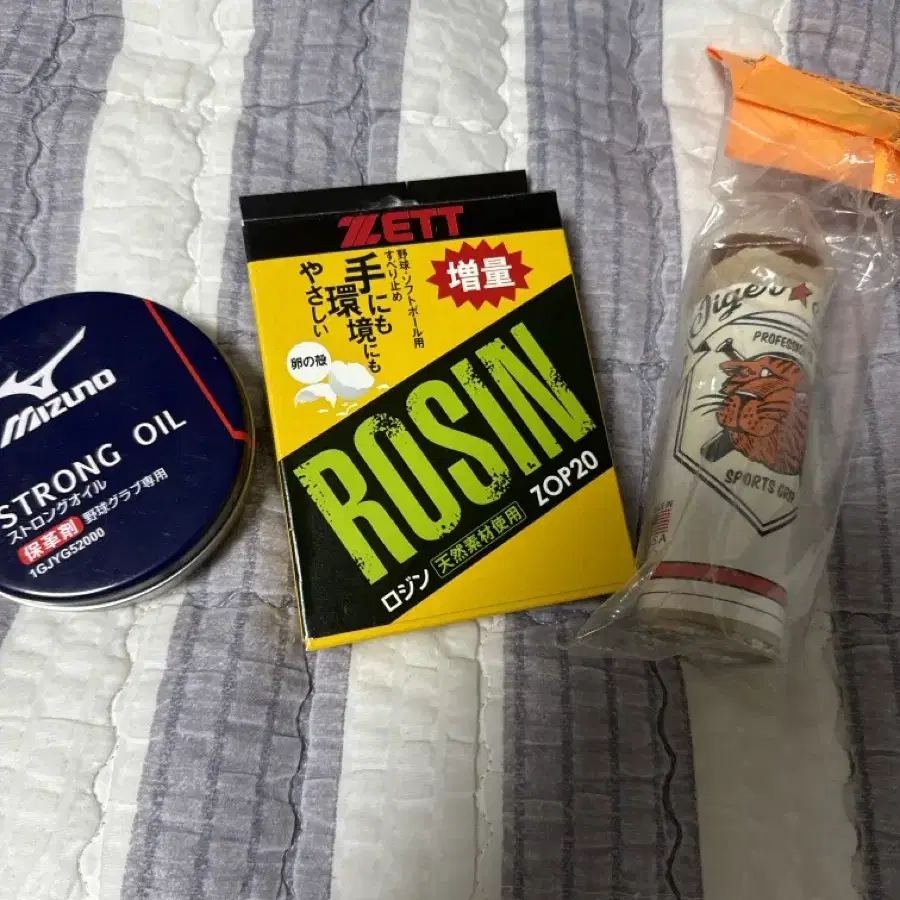 MIZUNO
STRONG OIL
ストロングオイル
保革剤 野球グラブ専用
1GJYG52000
ZETT
野球・ソフトボール用
すべり止め
手にも
環境にも
やさしい
増量
卵の殻
ROSIN
ZOP20
ロジン 天然素材使用
Tiger
PROFESSION
SPORTS GRIP
MADE IN
USA